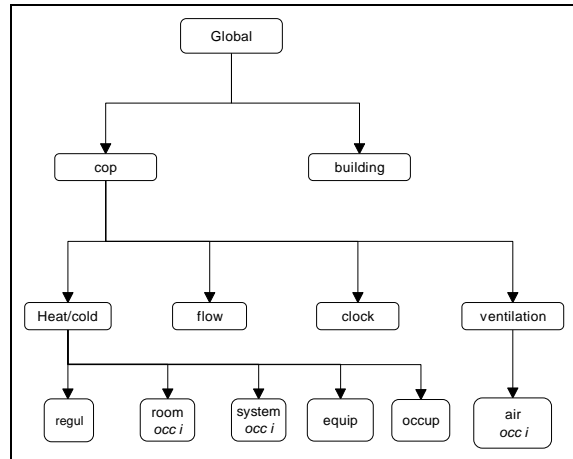 Global
cop
building
Heat/cold
flow
clock
ventilation
regul
room
occ i
system
occ i
equip
occup
air
occ i